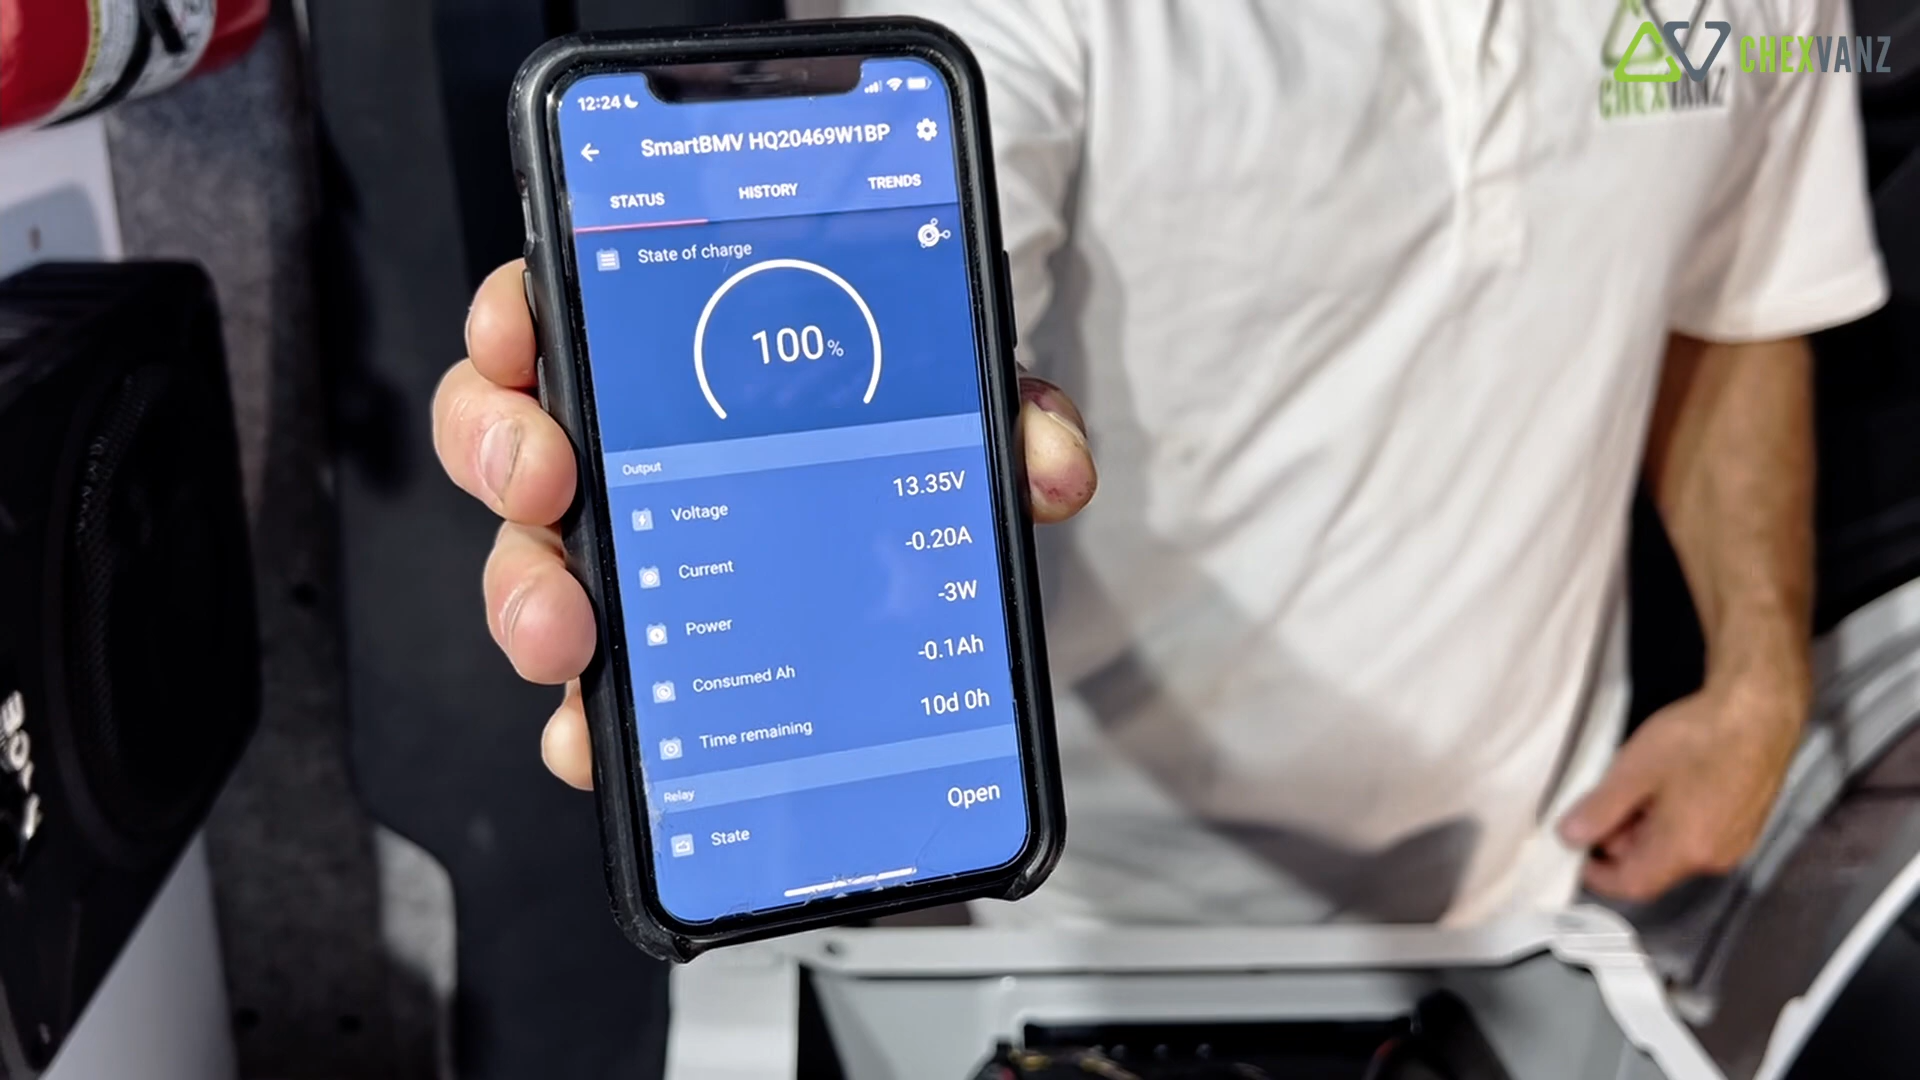 CHEXVANZ
CHEXVANZ
12:24
SmartBMV HQ20469W1BP
STATUS HISTORY TRENDS
State of charge
100%
Output
Voltage 13.35V
Current -0.20A
Power -3W
Consumed Ah -0.1Ah
Time remaining 10d 0h
Relay
State Open